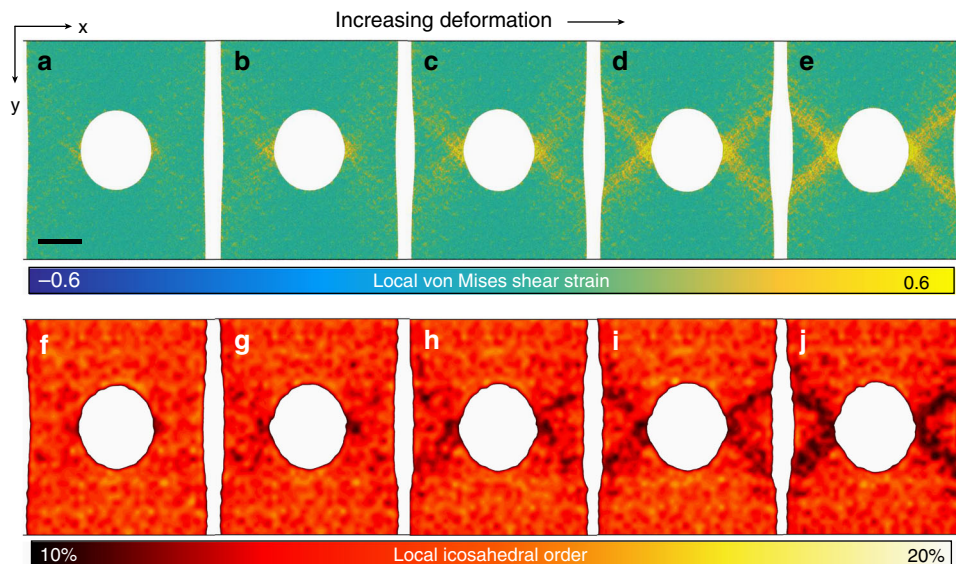 Increasing deformation
x
y
a b c d e
–0.6 Local von Mises shear strain 0.6
f g h i j
10% Local icosahedral order 20%